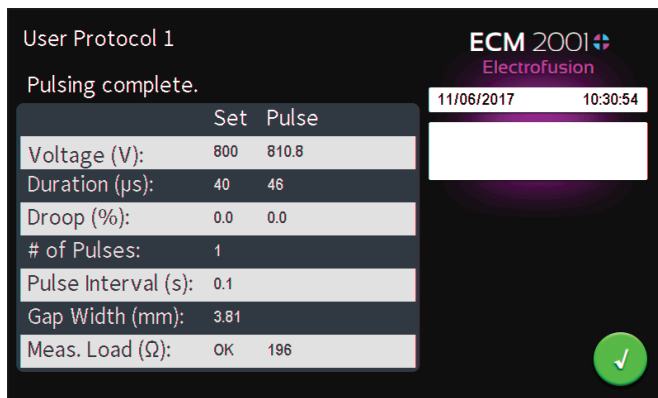 User Protocol 1
ECM 2001
Electrofusion
Pulsing complete.
11/06/2017 10:30:54
Set Pulse
Voltage (V): 800 810.8
Duration (µs): 40 46
Droop (%): 0.0 0.0
# of Pulses: 1
Pulse Interval (s): 0.1
Gap Width (mm): 3.81
Meas. Load (Ω): OK 196